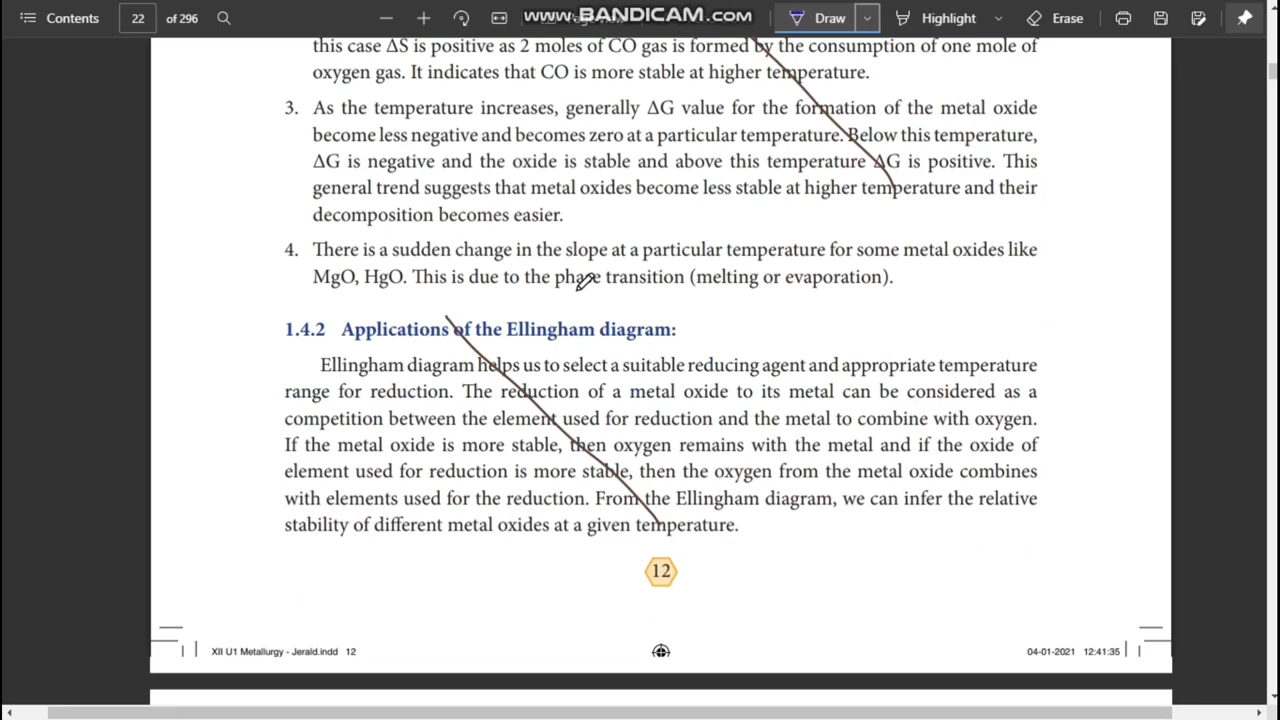 Contents
22
of 296
WWW.BANDICAM.COM
Draw
Highlight
Erase
this case ΔS is positive as 2 moles of CO gas is formed by the consumption of one mole of
oxygen gas. It indicates that CO is more stable at higher temperature.
3. As the temperature increases, generally ΔG value for the formation of the metal oxide
become less negative and becomes zero at a particular temperature. Below this temperature,
ΔG is negative and the oxide is stable and above this temperature ΔG is positive. This
general trend suggests that metal oxides become less stable at higher temperature and their
decomposition becomes easier.
4. There is a sudden change in the slope at a particular temperature for some metal oxides like
MgO, HgO. This is due to the phase transition (melting or evaporation).
1.4.2 Applications of the Ellingham diagram:
Ellingham diagram helps us to select a suitable reducing agent and appropriate temperature
range for reduction. The reduction of a metal oxide to its metal can be considered as a
competition between the element used for reduction and the metal to combine with oxygen.
If the metal oxide is more stable, then oxygen remains with the metal and if the oxide of
element used for reduction is more stable, then the oxygen from the metal oxide combines
with elements used for the reduction. From the Ellingham diagram, we can infer the relative
stability of different metal oxides at a given temperature.
12
XII U1 Metallurgy - Jerald.indd 12
04-01-2021 12:41:35